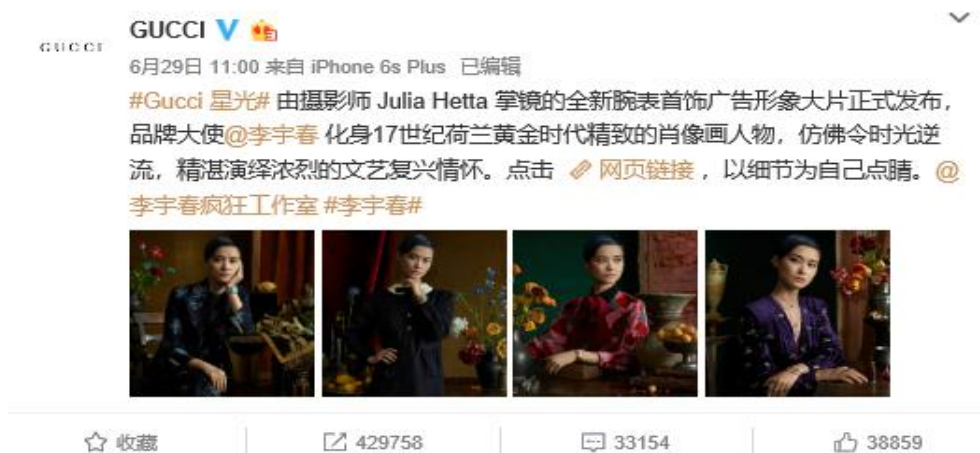 GUCCI
GUCCI
6月29日 11:00 来自 iPhone 6s Plus 已编辑
#Gucci 星光# 由摄影师 Julia Hetta 掌镜的全新腕表首饰广告形象大片正式发布，
品牌大使@李宇春 化身17世纪荷兰黄金时代精致的肖像画人物，仿佛令时光逆
流，精湛演绎浓烈的文艺复兴情怀。点击 网页链接 ，以细节为自己点睛。@
李宇春疯狂工作室 #李宇春#
收藏 429758 33154 38859